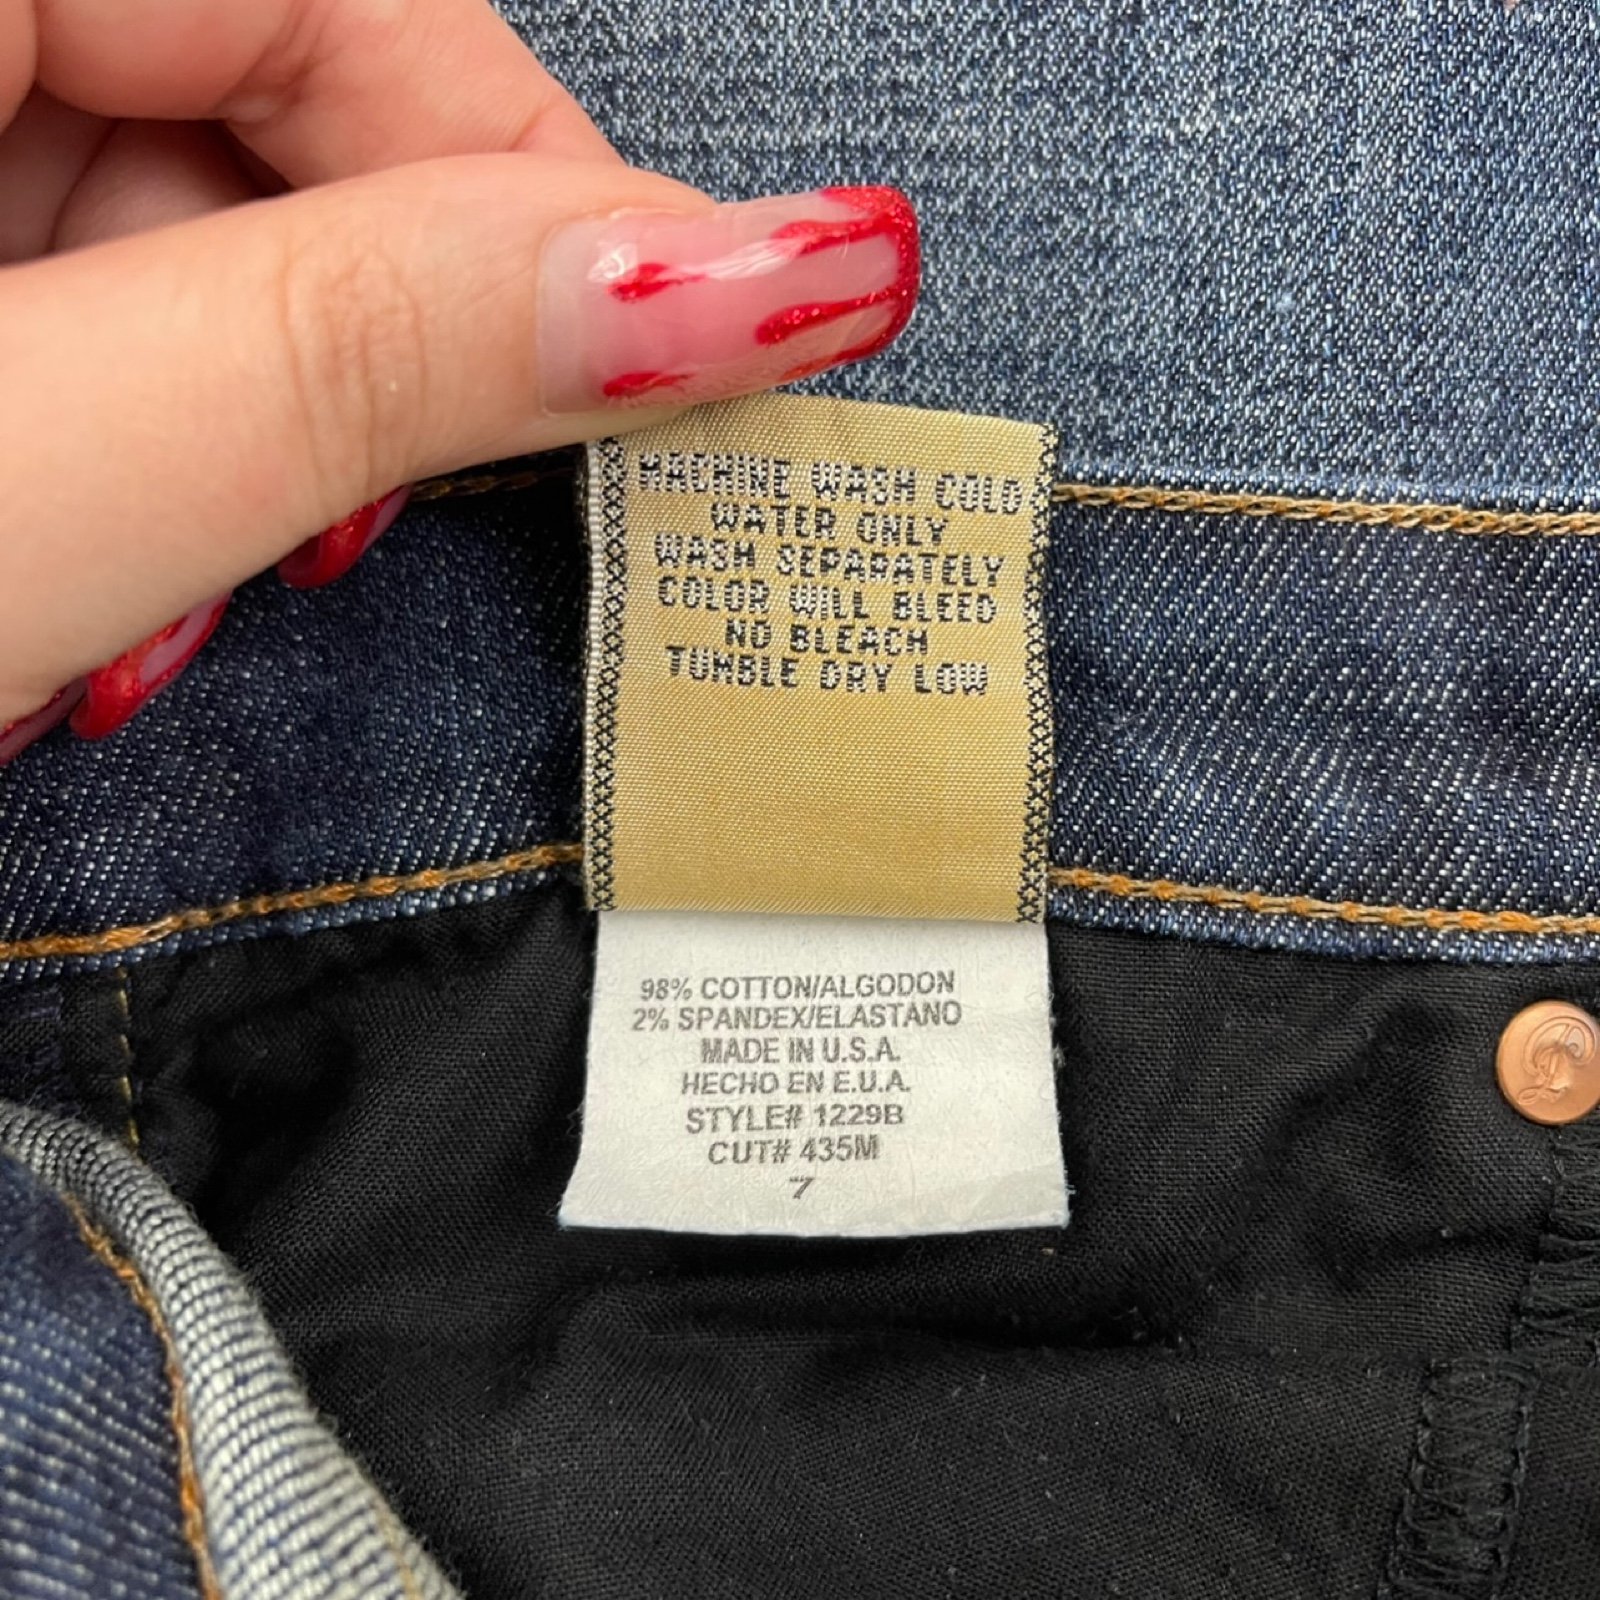 MACHINE WASH COLD
WATER ONLY
WASH SEPARATELY
COLOR WILL BLEED
NO BLEACH
TUMBLE DRY LOW
98% COTTON/ALGODON
2% SPANDEX/ELASTANO
MADE IN U.S.A.
HECHO EN E.U.A.
STYLE# 1229B
CUT# 435M
7